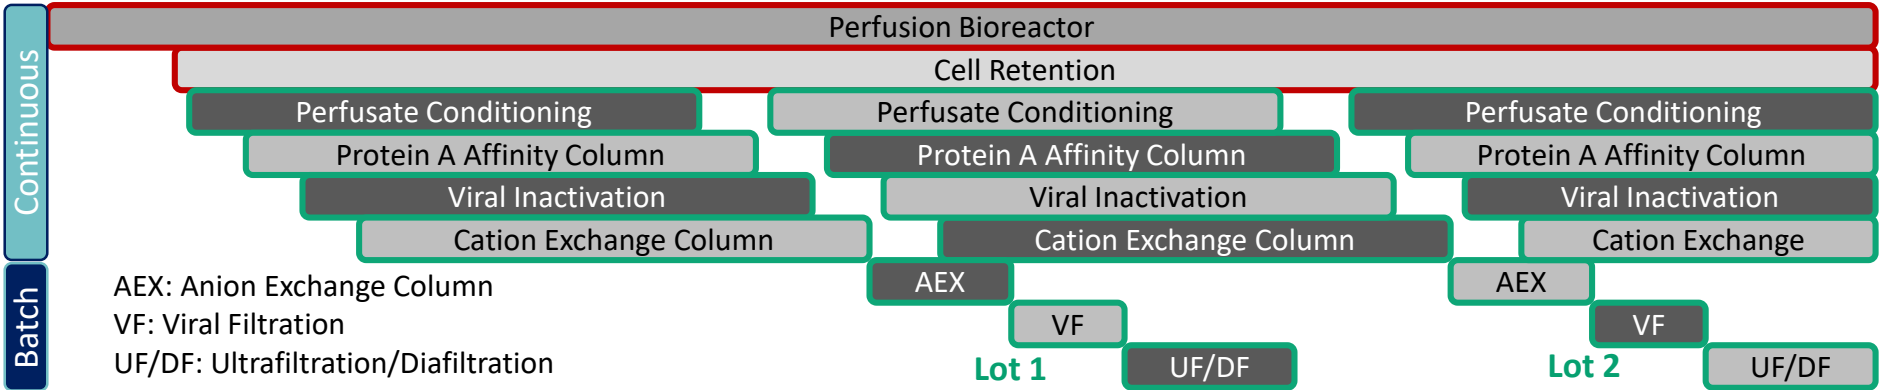 Continuous
Perfusion Bioreactor
Cell Retention
Perfusate Conditioning
Perfusate Conditioning
Perfusate Conditioning
Protein A Affinity Column
Protein A Affinity Column
Protein A Affinity Column
Viral Inactivation
Viral Inactivation
Viral Inactivation
Cation Exchange Column
Cation Exchange Column
Cation Exchange
Batch
AEX: Anion Exchange Column
AEX
AEX
VF: Viral Filtration
VF
VF
UF/DF: Ultrafiltration/Diafiltration
Lot 1
UF/DF
Lot 2
UF/DF